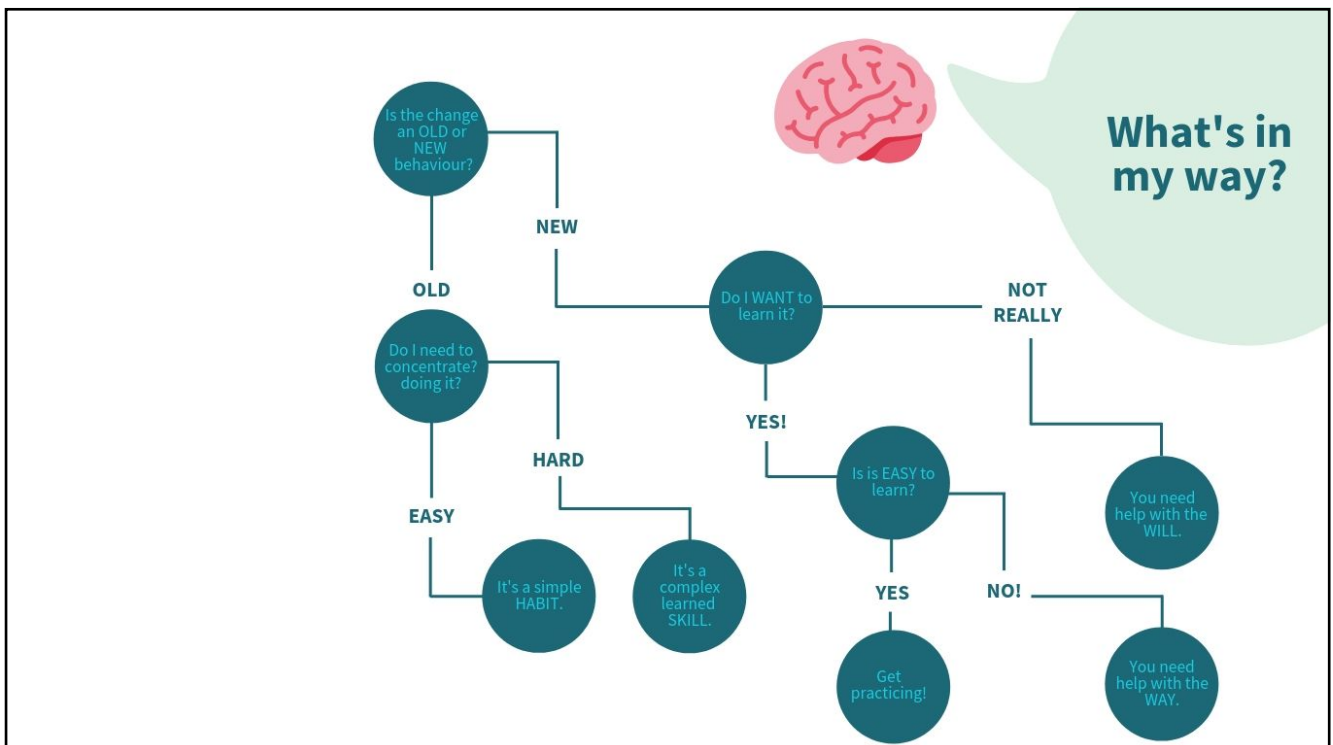 What's in
my way?
Is the change
an OLD or
NEW
behaviour?
NEW
OLD
Do I WANT to
learn it?
NOT
REALLY
Do I need to
concentrate?
doing it?
YES!
HARD
Is is EASY to
learn?
EASY
You need
help with the
WILL.
It's a simple
HABIT.
It's a
complex
learned
SKILL.
YES
NO!
Get
practicing!
You need
help with the
WAY.